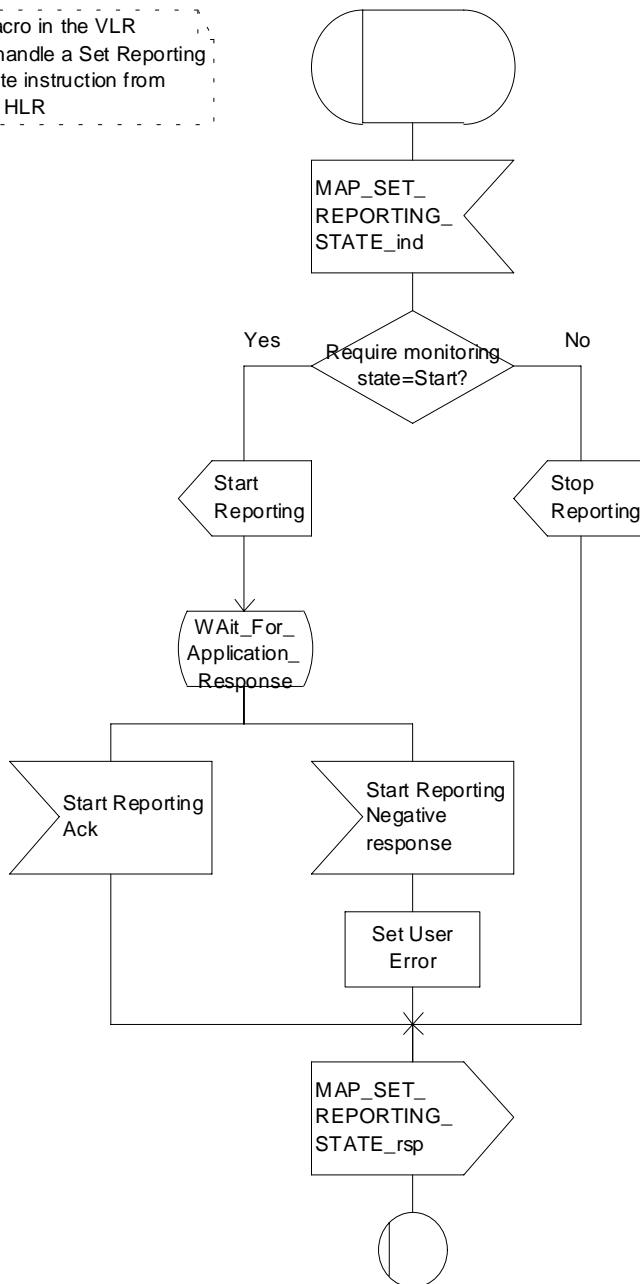 acro in the VLR
handle a Set Reporting
te instruction from
HLR
MAP_SET_
REPORTING_
STATE_ind
Yes
No
Require monitoring
state=Start?
Start
Reporting
Stop
Reporting
WAit_For_
Application_
Response
Start Reporting
Ack
Start Reporting
Negative
response
Set User
Error
MAP_SET_
REPORTING_
STATE_rsp